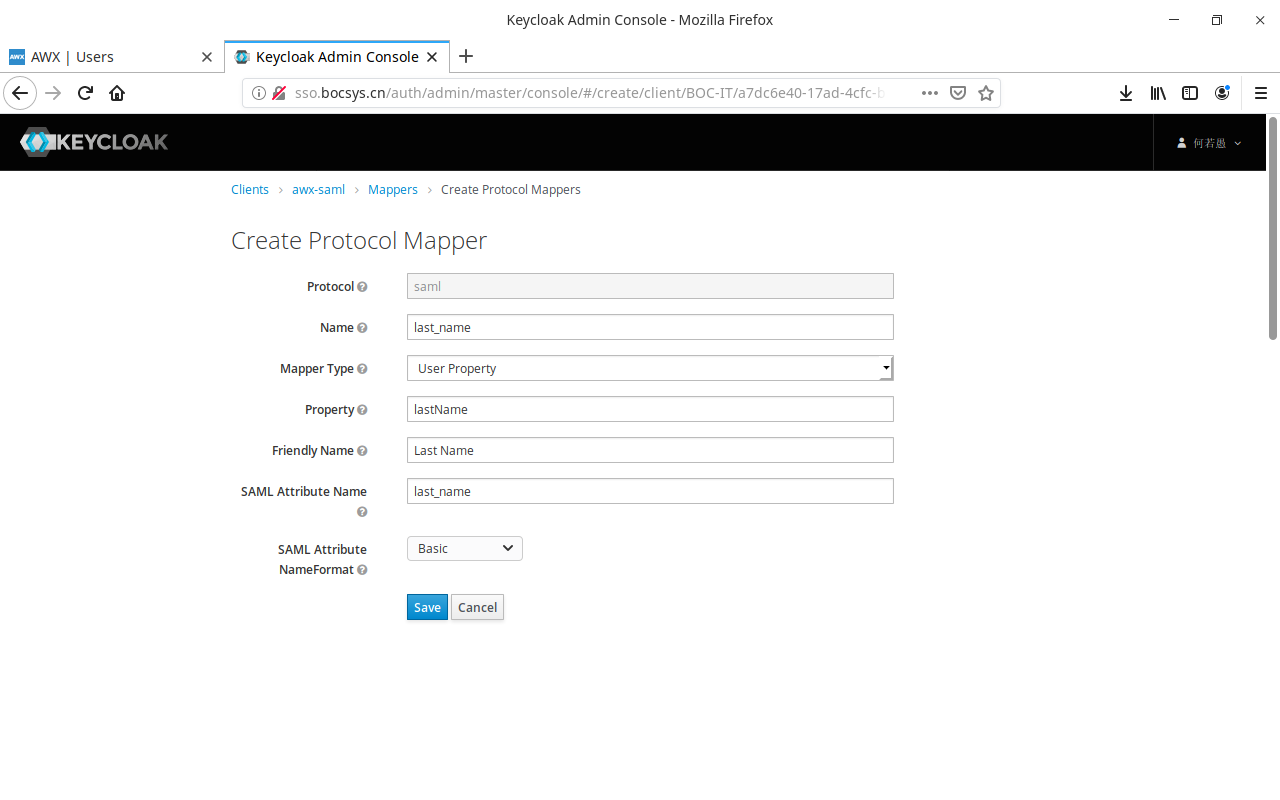 Keycloak Admin Console - Mozilla Firefox
AWX | Users
Keycloak Admin Console
sso.bocsys.cn/auth/admin/master/console/#/create/client/BOC-IT/a7dc6e40-17ad-4cfc-b
KEYCLOAK
何若愚
Clients > awx-saml > Mappers > Create Protocol Mappers
Create Protocol Mapper
Protocol
saml
Name
last_name
Mapper Type
User Property
Property
lastName
Friendly Name
Last Name
SAML Attribute Name
last_name
SAML Attribute
NameFormat
Basic
Save Cancel